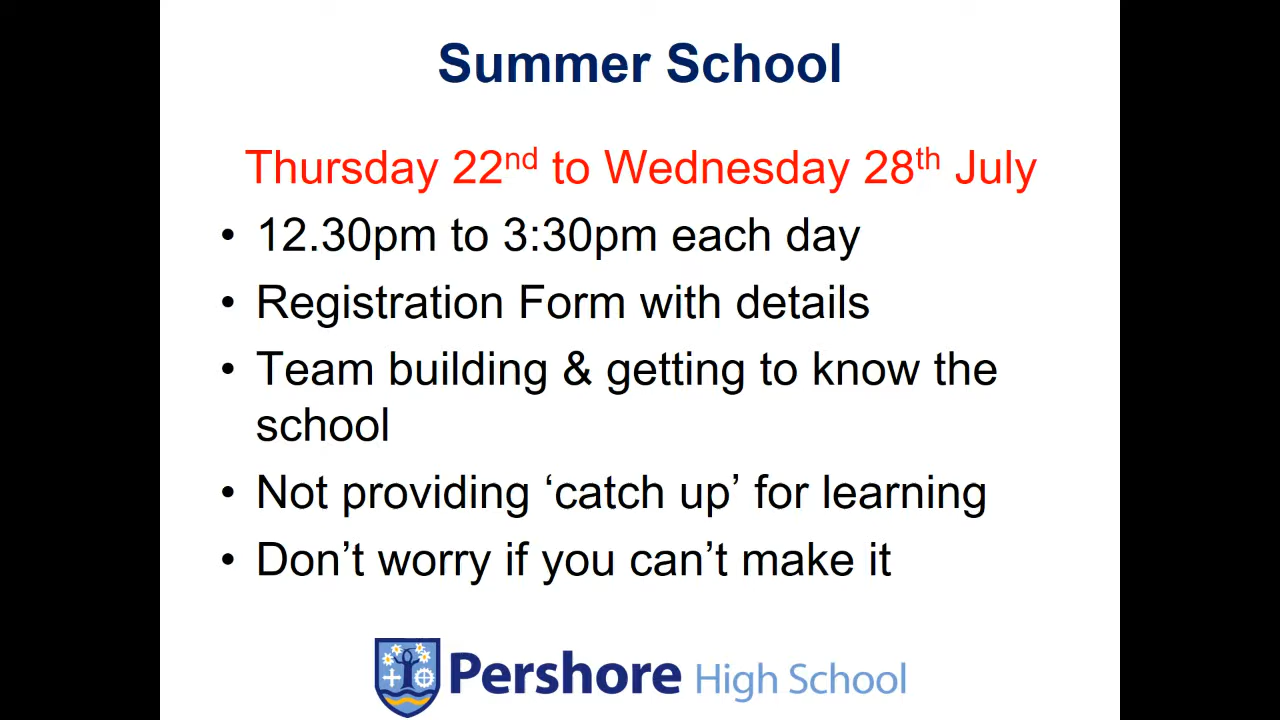 Summer School
Thursday 22nd to Wednesday 28th July
• 12.30pm to 3:30pm each day
• Registration Form with details
• Team building & getting to know the
school
• Not providing ‘catch up’ for learning
• Don’t worry if you can’t make it
Pershore High School